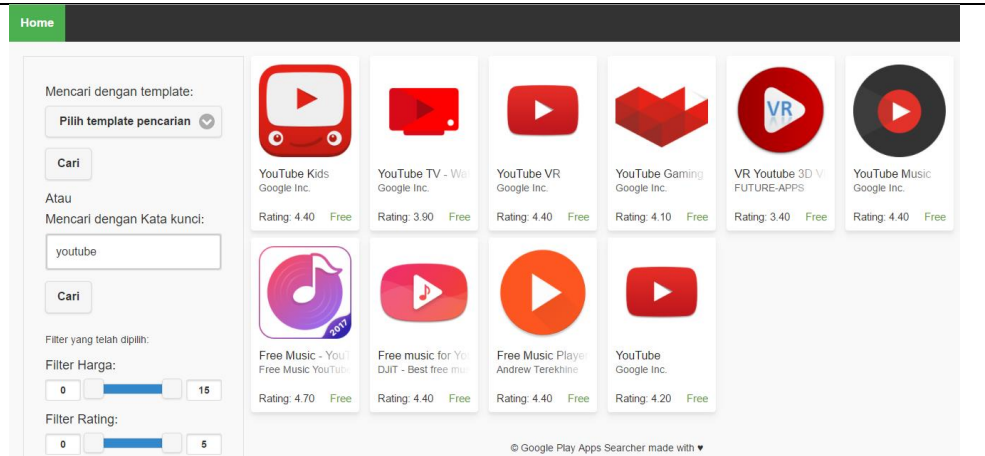 Home
Mencari dengan template:
Pilih template pencarian
Cari
Atau
Mencari dengan Kata kunci:
youtube
Cari
Filter yang telah dipilih:
Filter Harga:
0 15
Filter Rating:
0 5
YouTube Kids
Google Inc.
Rating: 4.40 Free
YouTube TV - Wa
Google Inc.
Rating: 3.90 Free
YouTube VR
Google Inc.
Rating: 4.40 Free
YouTube Gaming
Google Inc.
Rating: 4.10 Free
VR
VR Youtube 3D V
FUTURE-APPS
Rating: 3.40 Free
YouTube Music
Google Inc.
Rating: 4.40 Free
2017
Free Music - YouT
Free Music YouTube
Rating: 4.70 Free
Free music for You
DJiT - Best free mus
Rating: 4.40 Free
Free Music Player
Andrew Terekhine
Rating: 4.40 Free
YouTube
Google Inc.
Rating: 4.20 Free
© Google Play Apps Searcher made with ♥